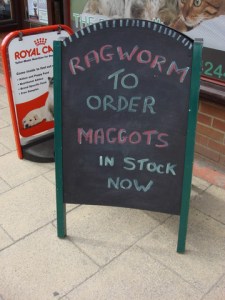 ROYAL CA
RAGWORM
TO
ORDER
MAGGOTS
IN STOCK
NOW